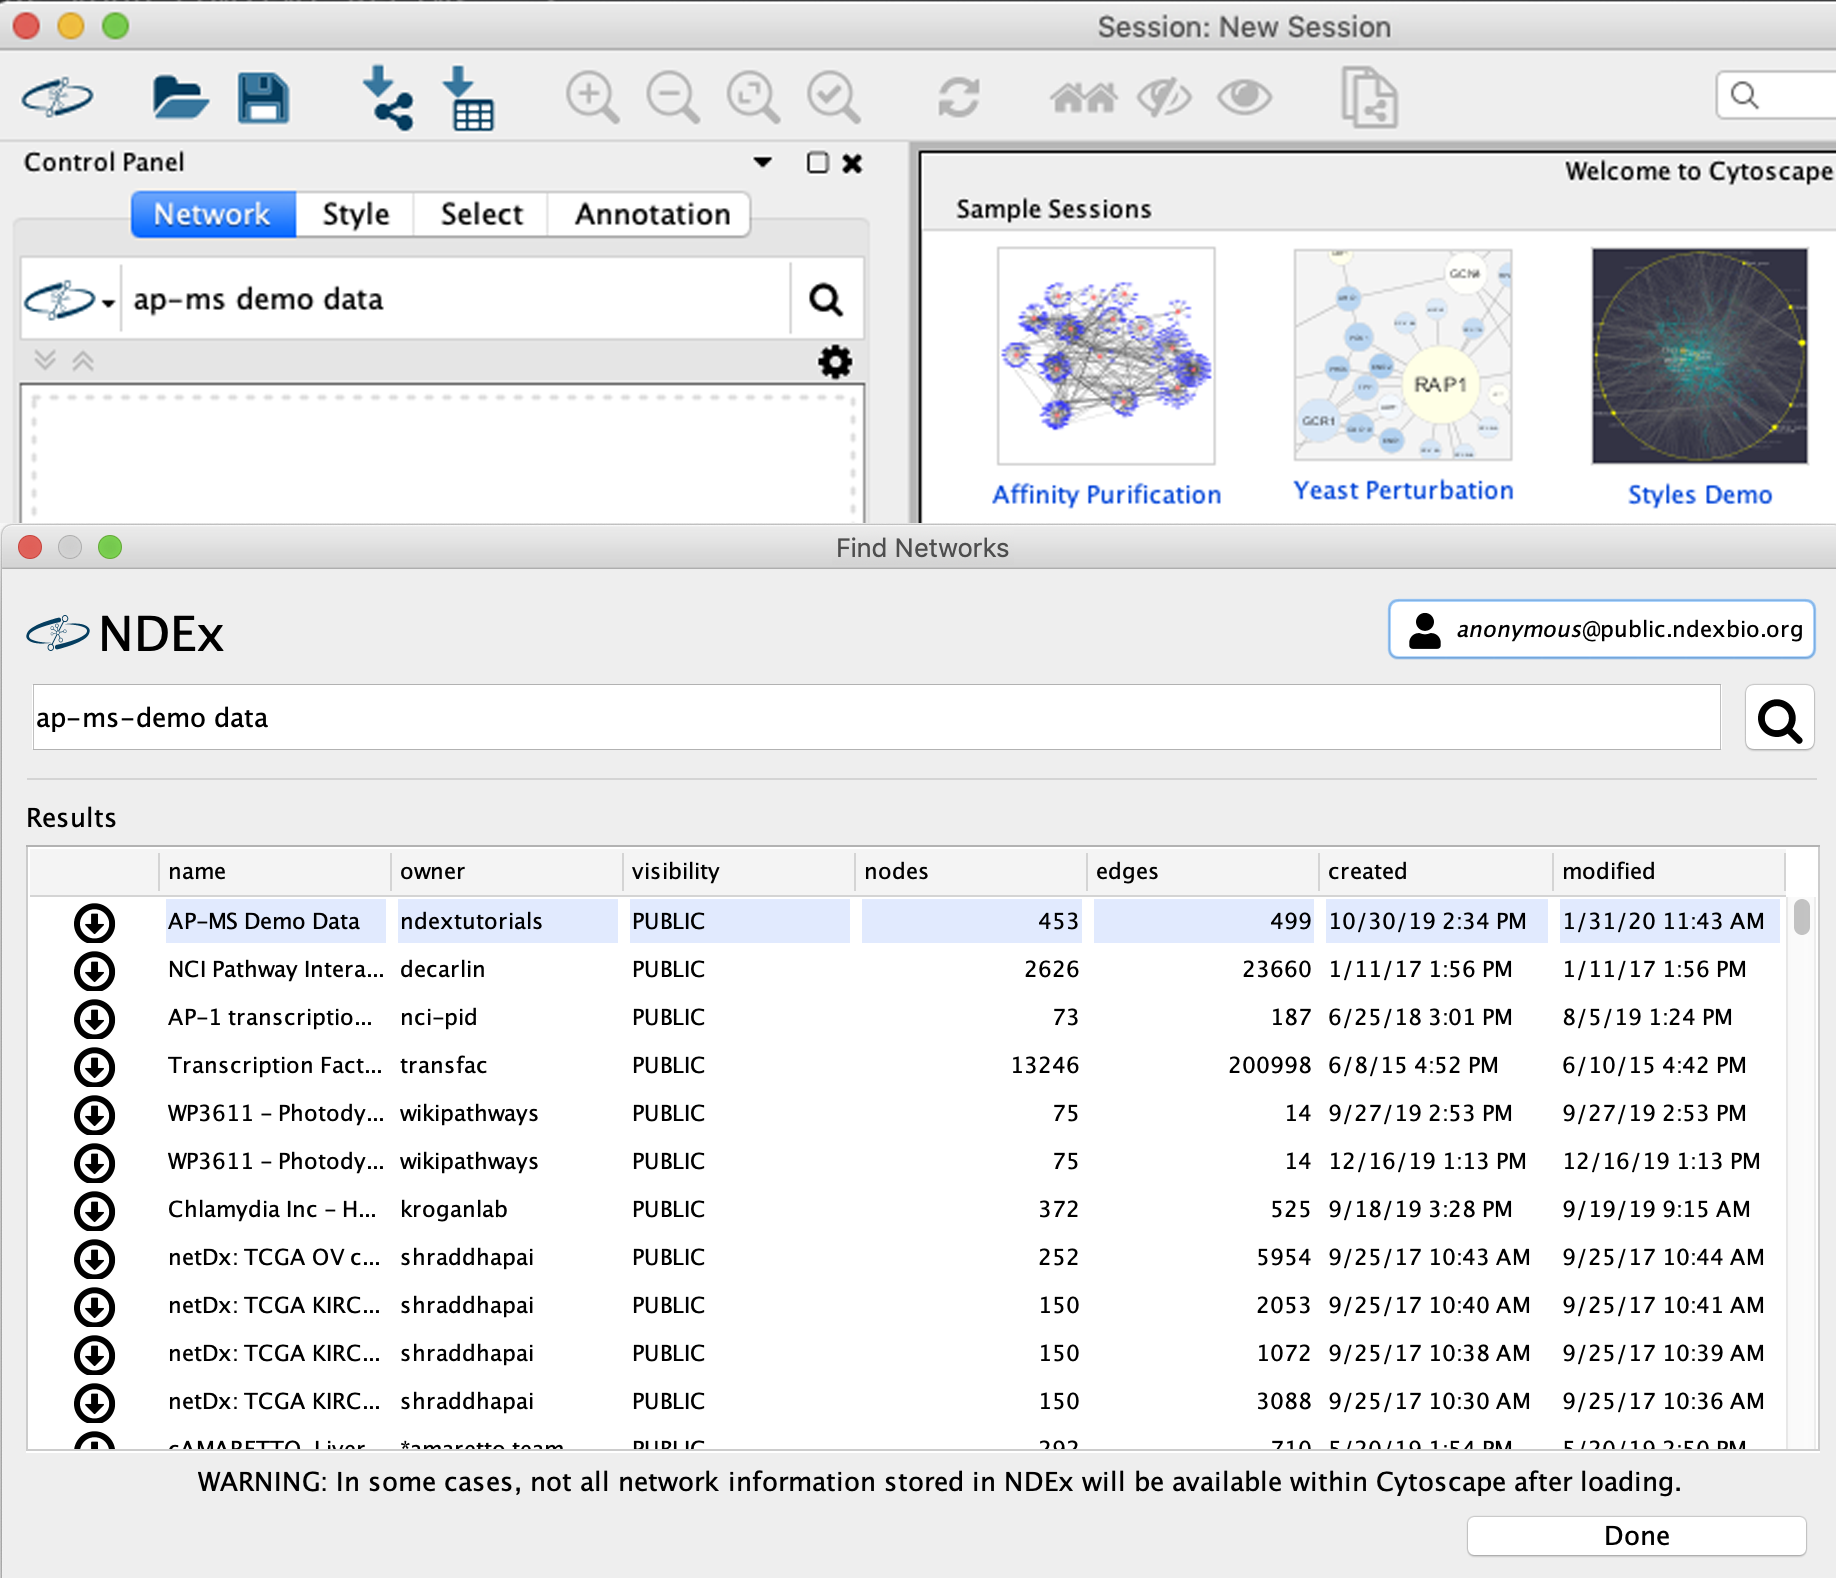 Session: New Session
Control Panel
Network Style Select Annotation
ap-ms demo data
Welcome to Cytoscape
Sample Sessions
GCN4
RAP1
GCR1
Affinity Purification Yeast Perturbation Styles Demo
Find Networks
NDEx
anonymous@public.ndexbio.org
ap-ms-demo data
Results
name owner visibility nodes edges created modified
AP-MS Demo Data ndextutorials PUBLIC 453 499 10/30/19 2:34 PM 1/31/20 11:43 AM
NCI Pathway Intera... decarlin PUBLIC 2626 23660 1/11/17 1:56 PM 1/11/17 1:56 PM
AP-1 transcriptio... nci-pid PUBLIC 73 187 6/25/18 3:01 PM 8/5/19 1:24 PM
Transcription Fact... transfac PUBLIC 13246 200998 6/8/15 4:52 PM 6/10/15 4:42 PM
WP3611 - Photody... wikipathways PUBLIC 75 14 9/27/19 2:53 PM 9/27/19 2:53 PM
WP3611 - Photody... wikipathways PUBLIC 75 14 12/16/19 1:13 PM 12/16/19 1:13 PM
Chlamydia Inc - H... kroganlab PUBLIC 372 525 9/18/19 3:28 PM 9/19/19 9:15 AM
netDx: TCGA OV c... shraddhapai PUBLIC 252 5954 9/25/17 10:43 AM 9/25/17 10:44 AM
netDx: TCGA KIRC... shraddhapai PUBLIC 150 2053 9/25/17 10:40 AM 9/25/17 10:41 AM
netDx: TCGA KIRC... shraddhapai PUBLIC 150 1072 9/25/17 10:38 AM 9/25/17 10:39 AM
netDx: TCGA KIRC... shraddhapai PUBLIC 150 3088 9/25/17 10:30 AM 9/25/17 10:36 AM
PUBLIC 5/20/19 1:54 PM 5/20/19 2:50 PM
WARNING: In some cases, not all network information stored in NDEx will be available within Cytoscape after loading.
Done